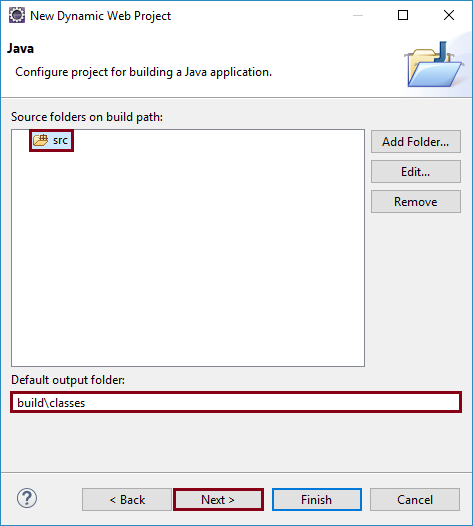 New Dynamic Web Project
Java
Configure project for building a Java application.
Source folders on build path:
src
Add Folder...
Edit...
Remove
Default output folder:
build\classes
?
< Back
Next >
Finish
Cancel